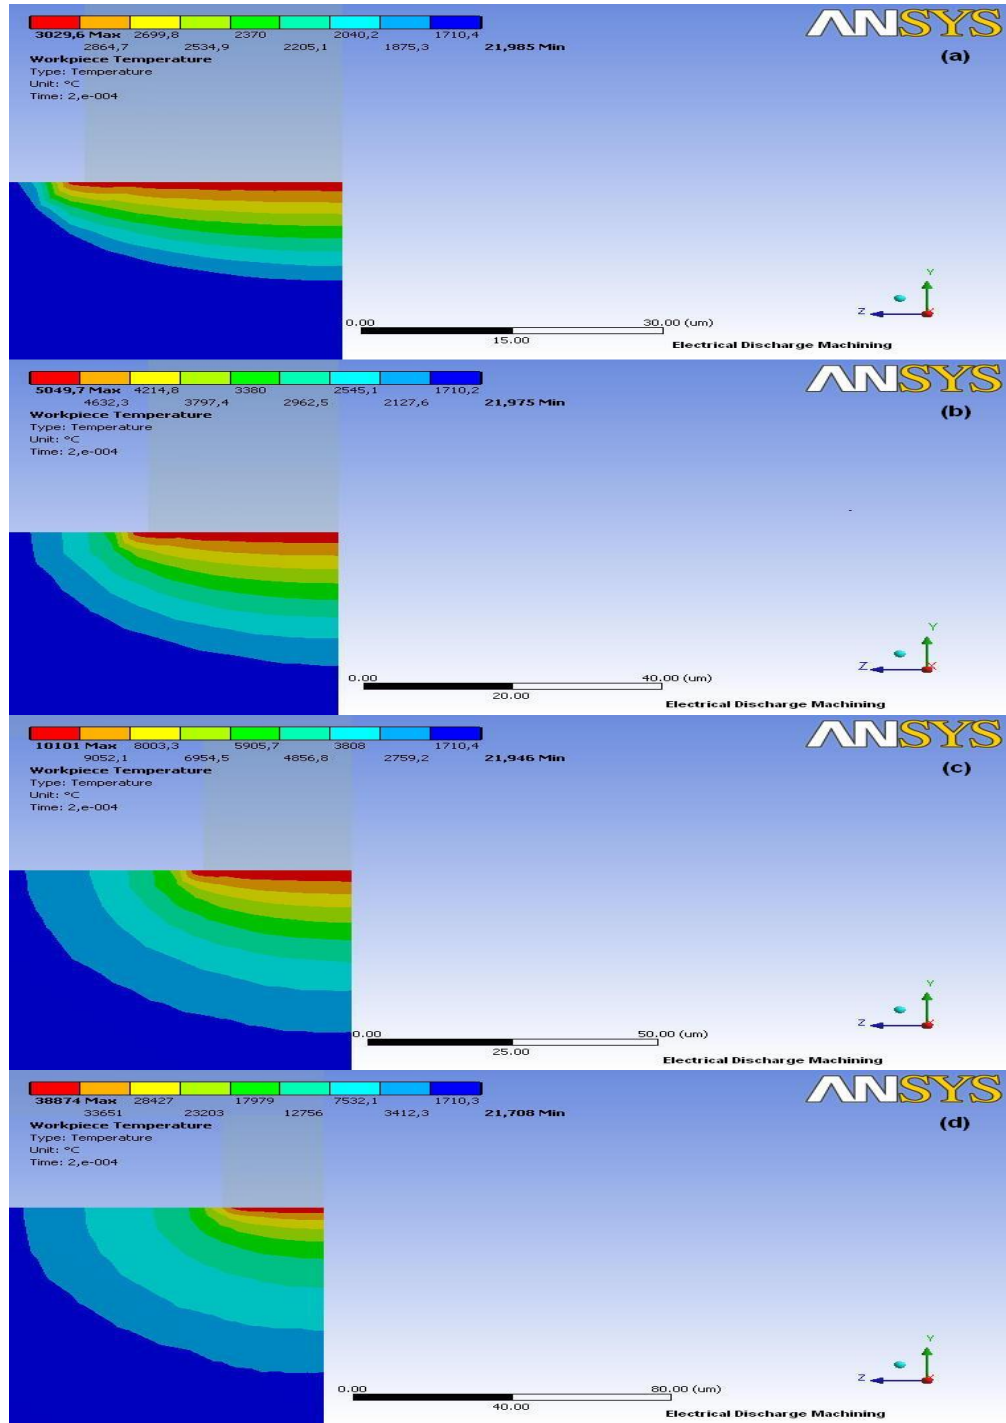 3029,6 Max 2699,8 2370 2040,2 1710,4
2864,7 2534,9 2205,1 1875,3 21,985 Min
Workpiece Temperature
Type: Temperature
Unit: °C
Time: 2,e-004
ANSYS
(a)
Y
Z
X
0.00 30.00 (um)
15.00
Electrical Discharge Machining
5049,7 Max 4214,8 3380 2545,1 1710,2
4632,3 3797,4 2962,5 2127,6 21,975 Min
Workpiece Temperature
Type: Temperature
Unit: °C
Time: 2,e-004
ANSYS
(b)
Y
Z
X
0.00 40.00 (um)
20.00
Electrical Discharge Machining
10101 Max 8003,3 5905,7 3808 1710,4
9052,1 6954,5 4856,8 2759,2 21,946 Min
Workpiece Temperature
Type: Temperature
Unit: °C
Time: 2,e-004
ANSYS
(c)
Y
Z
X
0.00 50.00 (um)
25.00
Electrical Discharge Machining
38874 Max 28427 17979 7532,1 1710,3
33651 23203 12756 3412,3 21,708 Min
Workpiece Temperature
Type: Temperature
Unit: °C
Time: 2,e-004
ANSYS
(d)
Y
Z
X
0.00 80.00 (um)
40.00
Electrical Discharge Machining